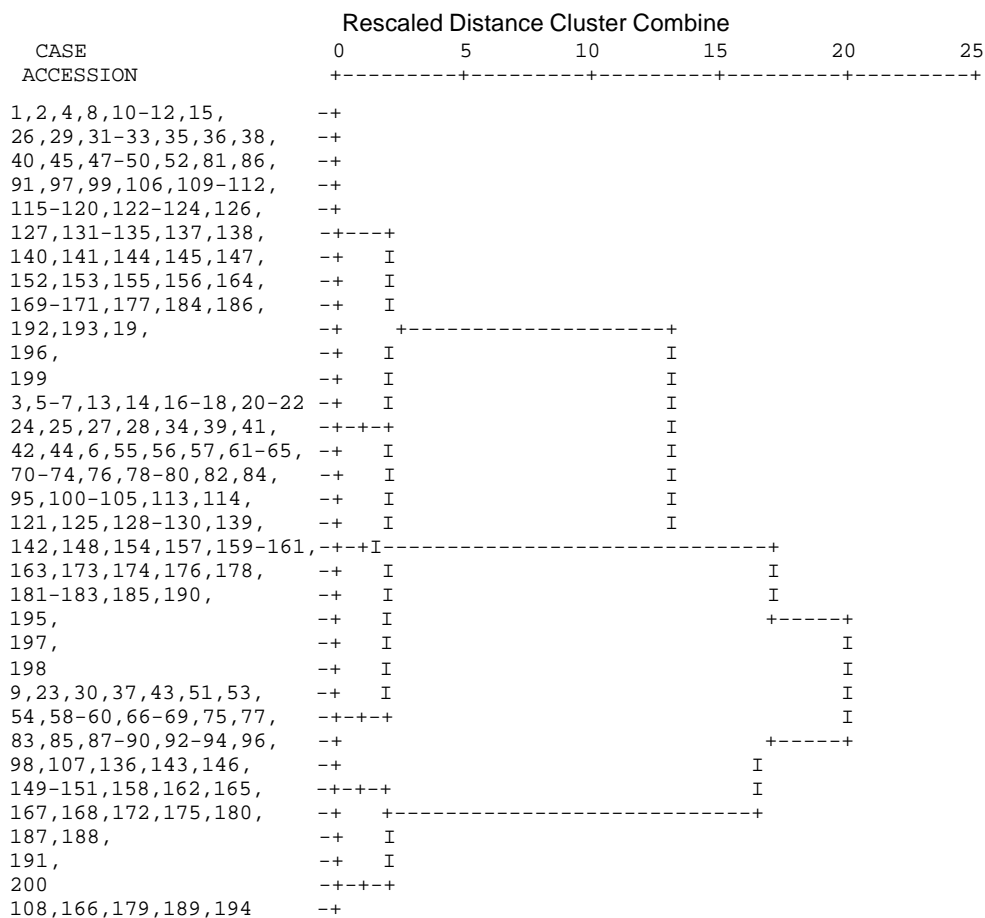 Rescaled Distance Cluster Combine
CASE 0 5 10 15 20 25
ACCESSION +---------+---------+---------+---------+---------+
1,2,4,8,10-12,15, -+
26,29,31-33,35,36,38, -+
40,45,47-50,52,81,86, -+
91,97,99,106,109-112, -+
115-120,122-124,126, -+
127,131-135,137,138, -+---+
140,141,144,145,147, -+ I
152,153,155,156,164, -+ I
169-171,177,184,186, -+ I
192,193,19, -+ +--------------------+
196, -+ I I
199 -+ I I
3,5-7,13,14,16-18,20-22 -+ I I
24,25,27,28,34,39,41, -+-+-+ I
42,44,6,55,56,57,61-65, -+ I I
70-74,76,78-80,82,84, -+ I I
95,100-105,113,114, -+ I I
121,125,128-130,139, -+ I I
142,148,154,157,159-161,-+-+I------------------------------+
163,173,174,176,178, -+ I I
181-183,185,190, -+ I I
195, -+ I +-----+
197, -+ I I
198 -+ I I
9,23,30,37,43,51,53, -+ I I
54,58-60,66-69,75,77, -+-+-+ I
83,85,87-90,92-94,96, -+ +-----+
98,107,136,143,146, -+ I
149-151,158,162,165, -+-+-+ I
167,168,172,175,180, -+ +----------------------------+
187,188, -+ I
191, -+ I
200 -+-+-+
108,166,179,189,194 -+